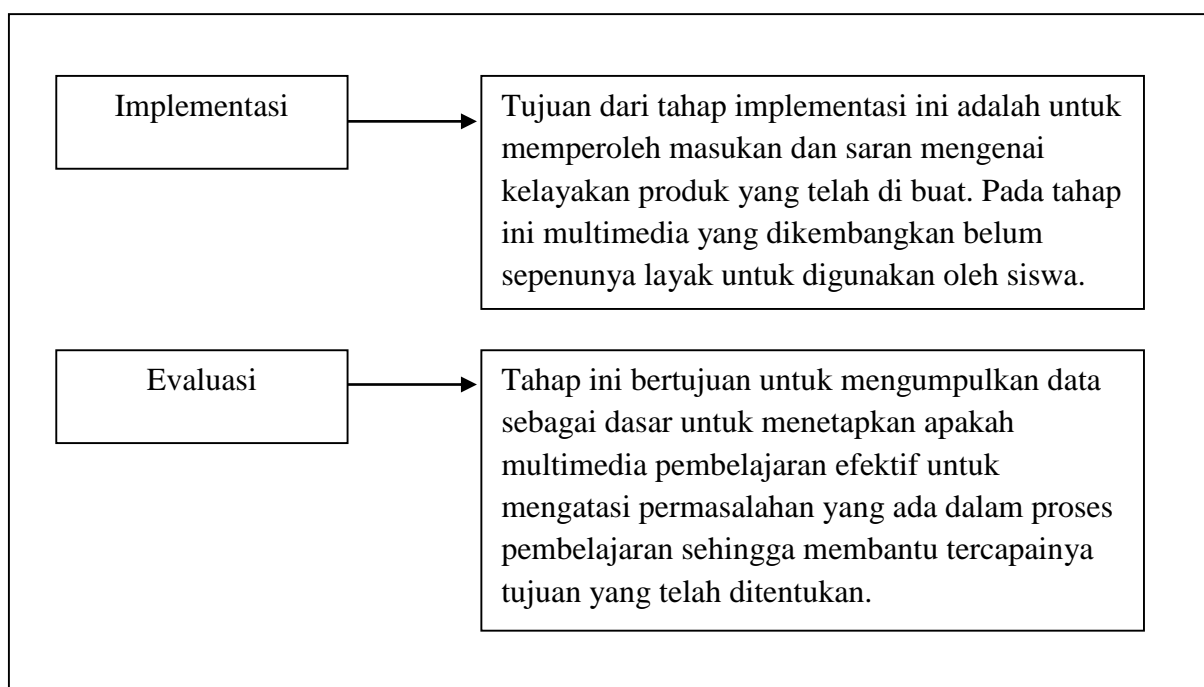 Implementasi
Tujuan dari tahap implementasi ini adalah untuk
memperoleh masukan dan saran mengenai
kelayakan produk yang telah di buat. Pada tahap
ini multimedia yang dikembangkan belum
sepenunya layak untuk digunakan oleh siswa.
Evaluasi
Tahap ini bertujuan untuk mengumpulkan data
sebagai dasar untuk menetapkan apakah
multimedia pembelajaran efektif untuk
mengatasi permasalahan yang ada dalam proses
pembelajaran sehingga membantu tercapainya
tujuan yang telah ditentukan.